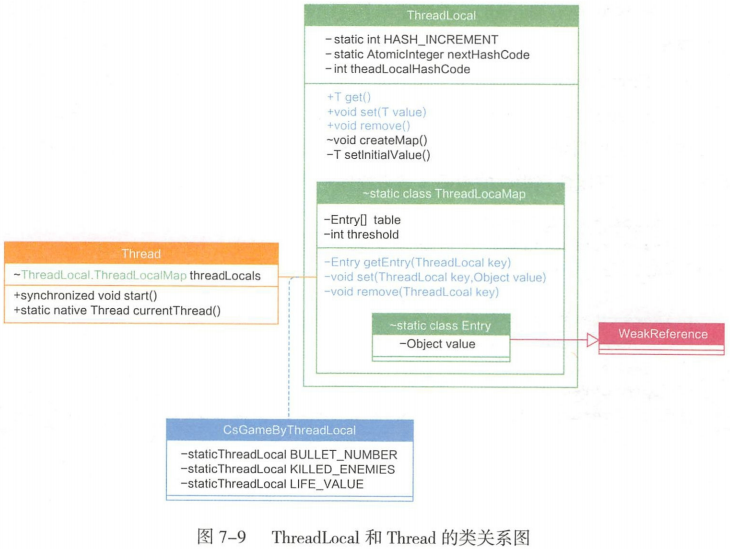 ThreadLocal
−static int HASH_INCREMENT
−static AtomicInteger nextHashCode
−int theadLocalHashCode
+T get()
+void set(T value)
+void remove()
~void createMap()
−T setInitialValue()
~static class ThreadLocaMap
−Entry[] table
−int threshold
−Entry getEntry(ThreadLocal key)
−void set(ThreadLocal key,Object value)
−void remove(ThreadLcoal key)
~static class Entry
−Object value
WeakReference
Thread
~ThreadLocal.ThreadLocalMap threadLocals
+synchronized void start()
+static native Thread currentThread()
CsGameByThreadLocal
−staticThreadLocal BULLET_NUMBER
−staticThreadLocal KILLED_ENEMIES
−staticThreadLocal LIFE_VALUE
图 7−9 ThreadLocal 和 Thread 的类关系图